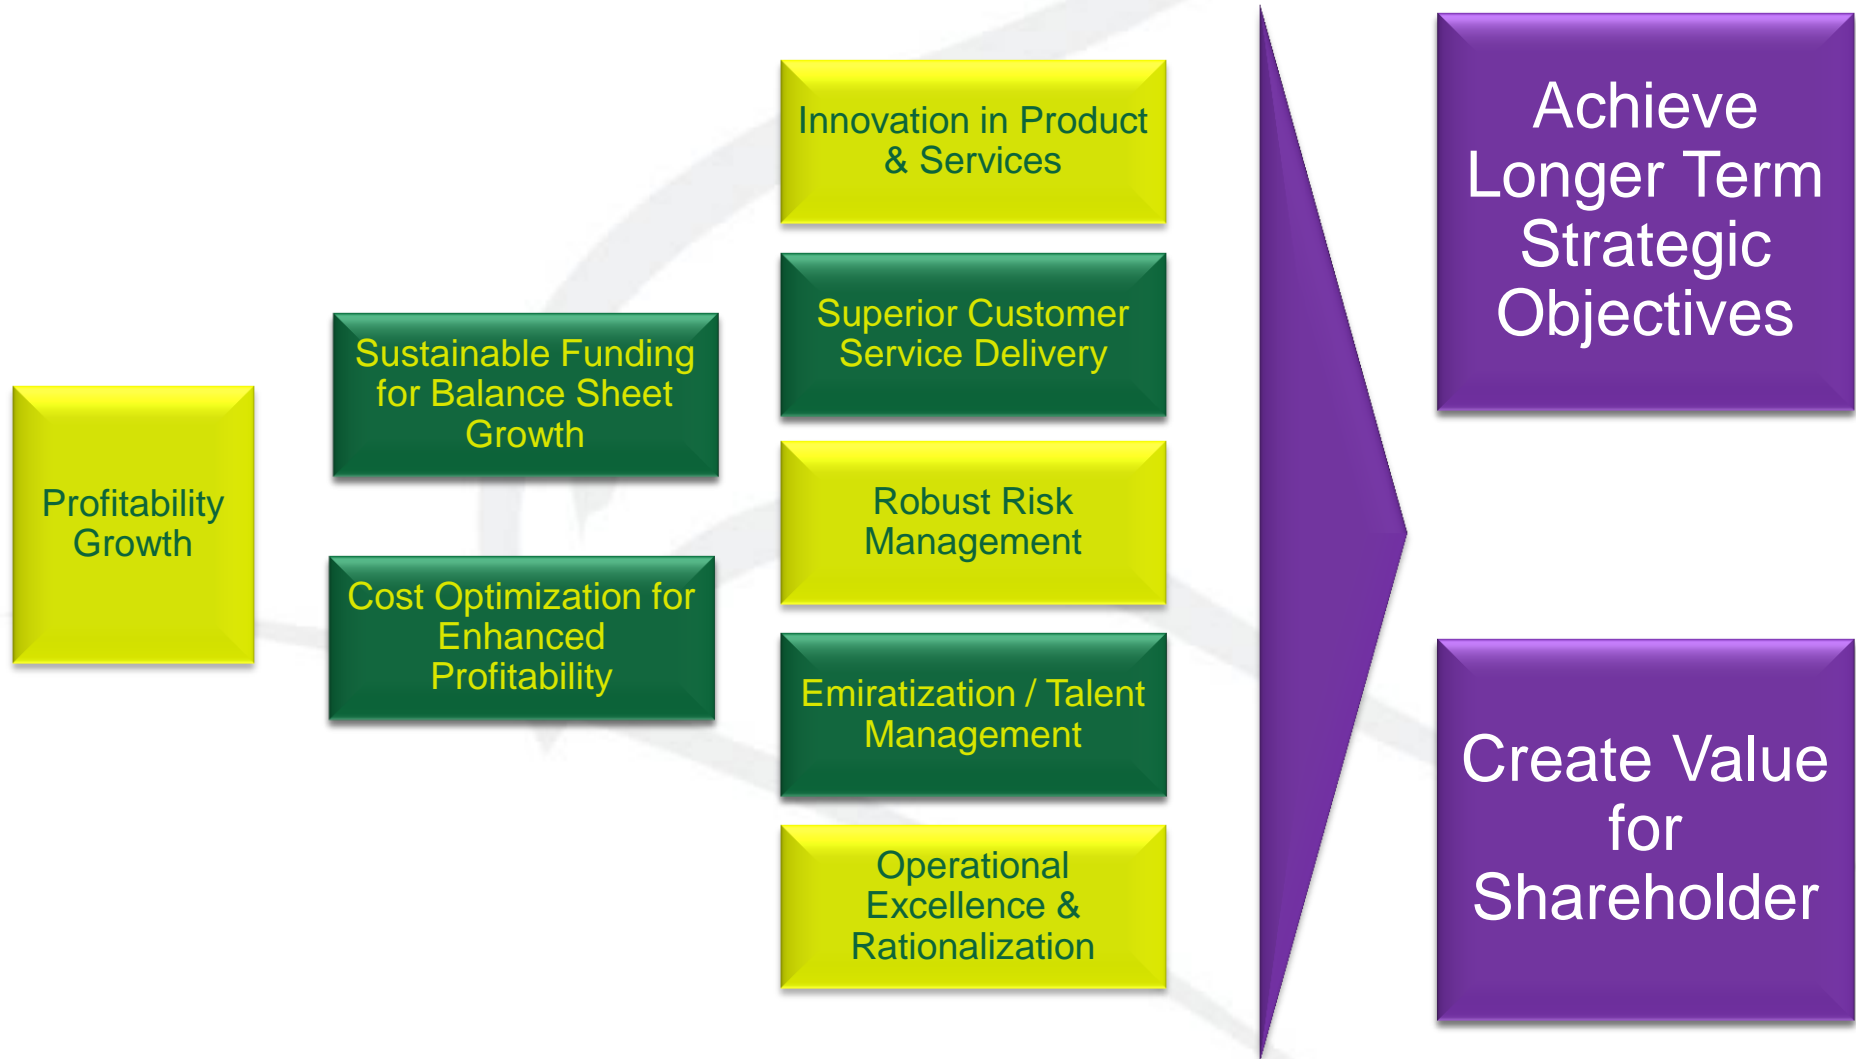 Profitability
Growth
Sustainable Funding
for Balance Sheet
Growth
Cost Optimization for
Enhanced
Profitability
Innovation in Product
& Services
Superior Customer
Service Delivery
Robust Risk
Management
Emiratization / Talent
Management
Operational
Excellence &
Rationalization
Achieve
Longer Term
Strategic
Objectives
Create Value
for
Shareholder